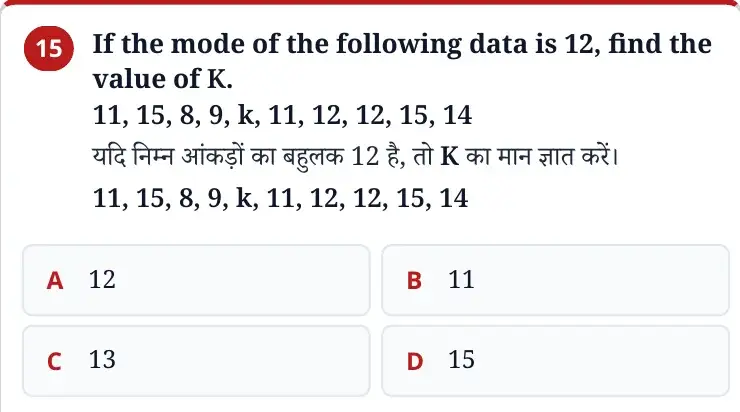 15 If the mode of the following data is 12, find the
value of K.
11, 15, 8, 9, k, 11, 12, 12, 15, 14
यदि निम्न आंकड़ों का बहुलक 12 है, तो K का मान ज्ञात करें।
11, 15, 8, 9, k, 11, 12, 12, 15, 14
A 12
B 11
C 13
D 15